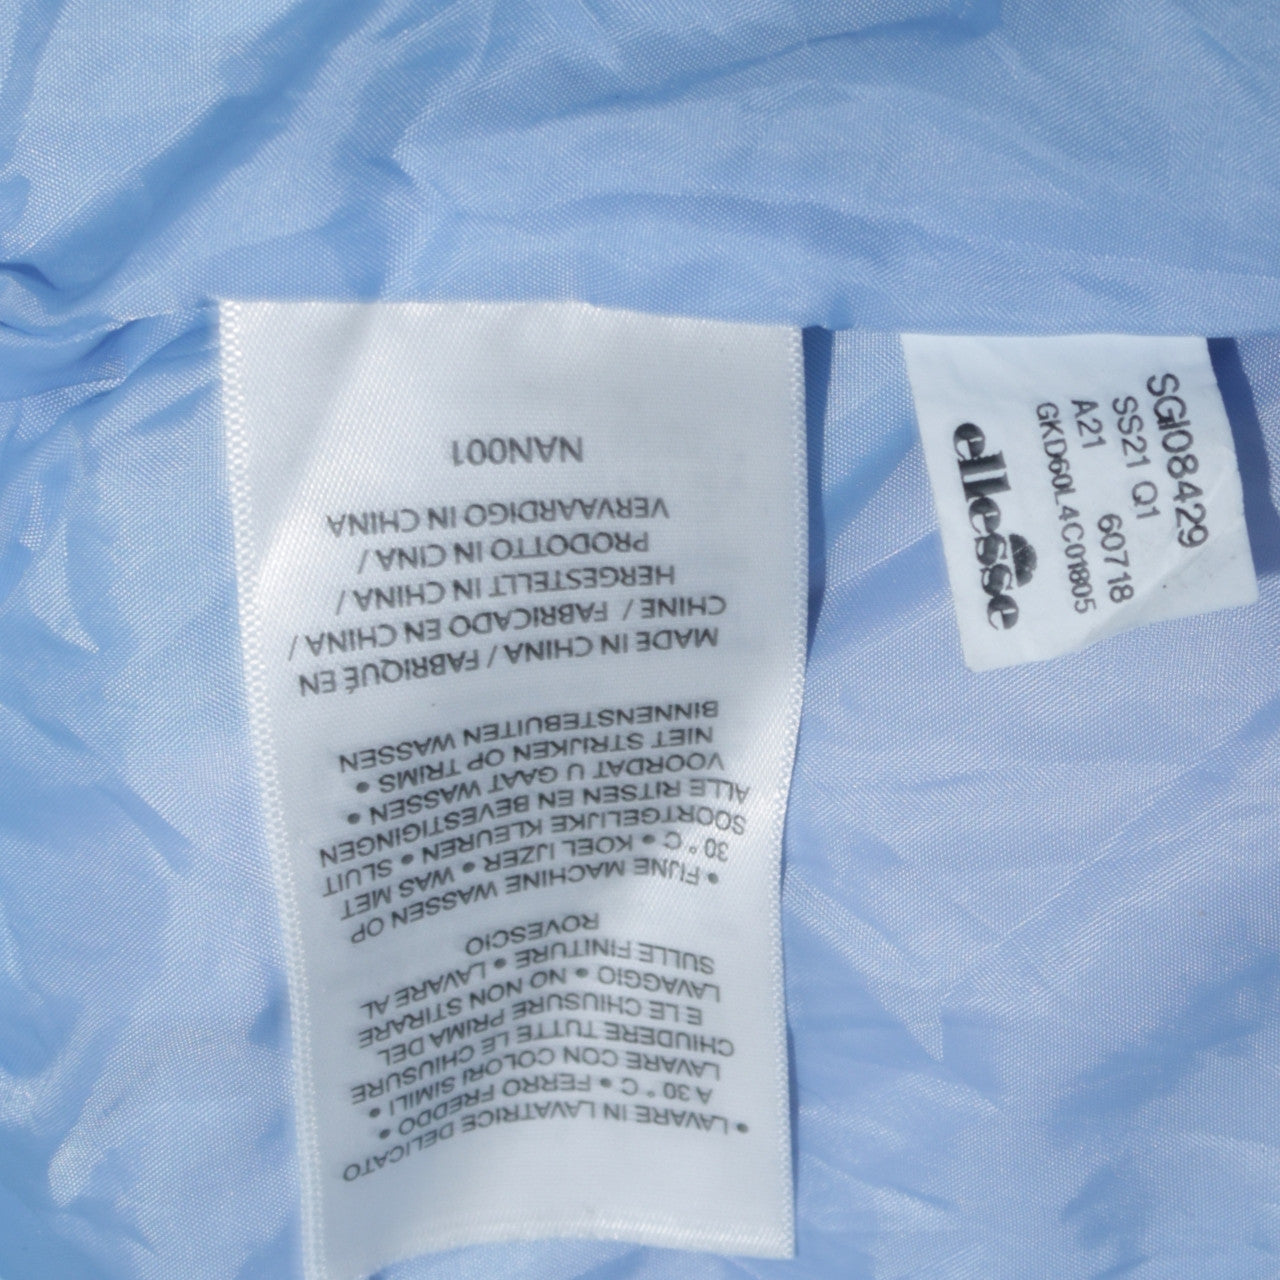 • LAVARE IN LAVATRICE DELICATO
A 30° C • FERRO FREDDO •
LAVARE CON COLORI SIMILI •
CHIUDERE TUTTE LE CHIUSURE
E LE CHIUSURE PRIMA DEL
LAVAGGIO • NO NON STIRARE
SULLE FINITURE • LAVARE AL
ROVESCIO
• FIJNE MACHINE WASSEN OP
30° C • KOEL IJZER • WAS MET
SOORTGELIJKE KLEUREN • SLUIT
ALLE RITSEN EN BEVESTIGINGEN
VOORDAT U GAAT WASSEN •
NIET STRIJKEN OP TRIMS •
BINNENSTEBUITEN WASSEN
MADE IN CHINA / FABRIQUÉ EN
CHINE / FABRICADO EN CHINA /
HERGESTELLT IN CHINA /
PRODOTTO IN CINA /
VERVAARDIGO IN CHINA
NAN001
SGI08429
SS21 Q1
A21 60718
GKD60L4C01805
ellesse